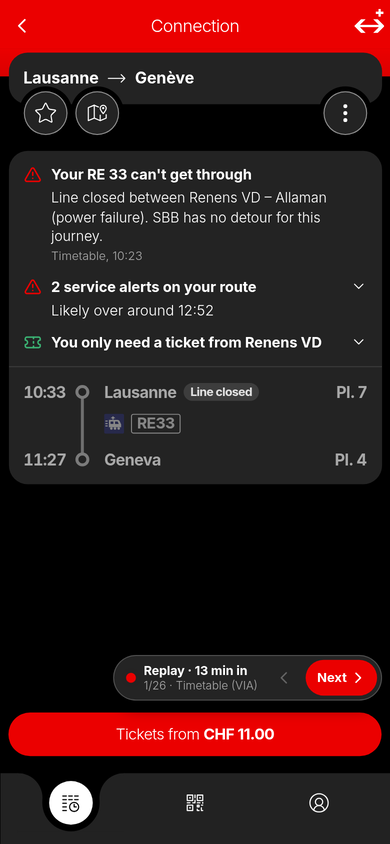 Connection
Lausanne → Genève
Your RE 33 can't get through
Line closed between Renens VD – Allaman
(power failure). SBB has no detour for this
journey.
Timetable, 10:23
2 service alerts on your route
Likely over around 12:52
You only need a ticket from Renens VD
10:33 Lausanne Line closed Pl. 7
RE33
11:27 Geneva Pl. 4
Replay · 13 min in
1/26 · Timetable (VIA)
Next
Tickets from CHF 11.00